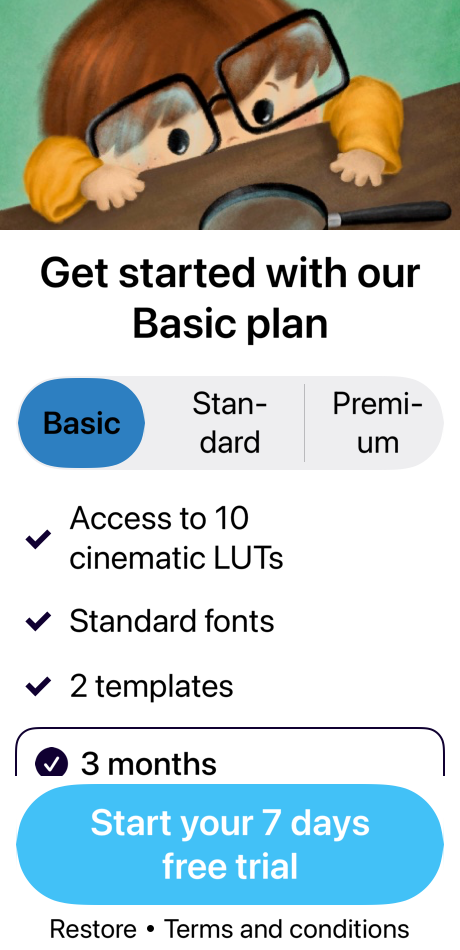 Get started with our
Basic plan
Basic
Stan-
dard
Premi-
um
Access to 10
cinematic LUTs
Standard fonts
2 templates
3 months
Start your 7 days
free trial
Restore • Terms and conditions